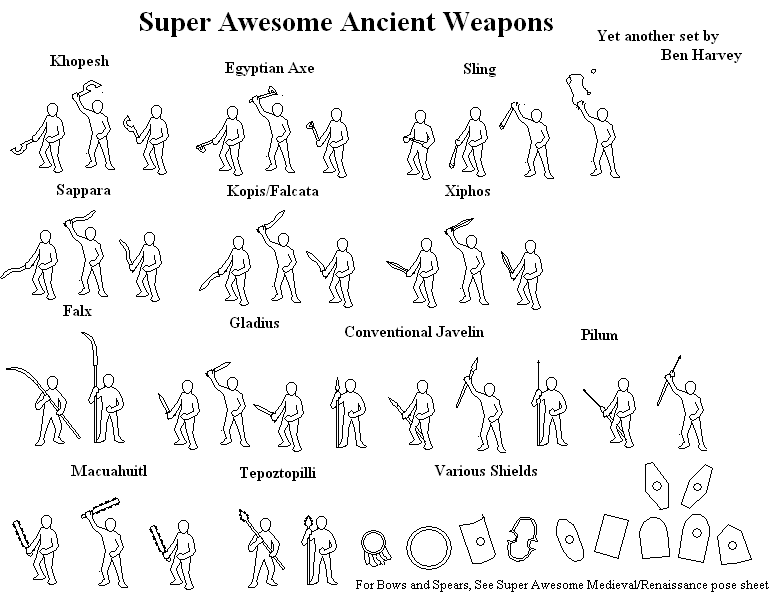 Super Awesome Ancient Weapons
Yet another set by
Ben Harvey
Khopesh
Egyptian Axe
Sling
Sappara
Kopis/Falcata
Xiphos
Falx
Gladius
Conventional Javelin
Pilum
Macuahuitl
Tepoztopilli
Various Shields
For Bows and Spears, See Super Awesome Medieval/Renaissance pose sheet